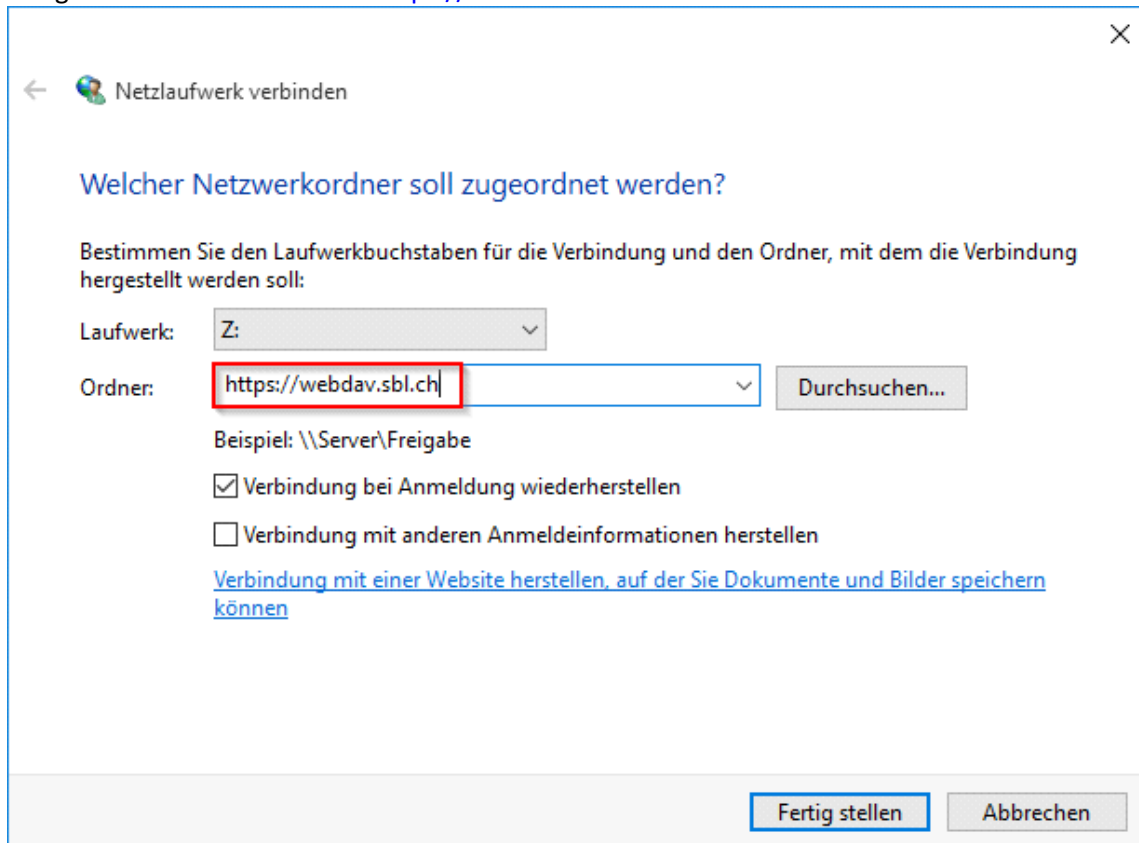 Netzlaufwerk verbinden
Welcher Netzwerkordner soll zugeordnet werden?
Bestimmen Sie den Laufwerkbuchstaben für die Verbindung und den Ordner, mit dem die Verbindung
hergestellt werden soll:
Laufwerk: Z:
Ordner: https://webdav.sbl.ch Durchsuchen...
Beispiel: \\Server\Freigabe
Verbindung bei Anmeldung wiederherstellen
Verbindung mit anderen Anmeldeinformationen herstellen
Verbindung mit einer Website herstellen, auf der Sie Dokumente und Bilder speichern
können
Fertig stellen Abbrechen